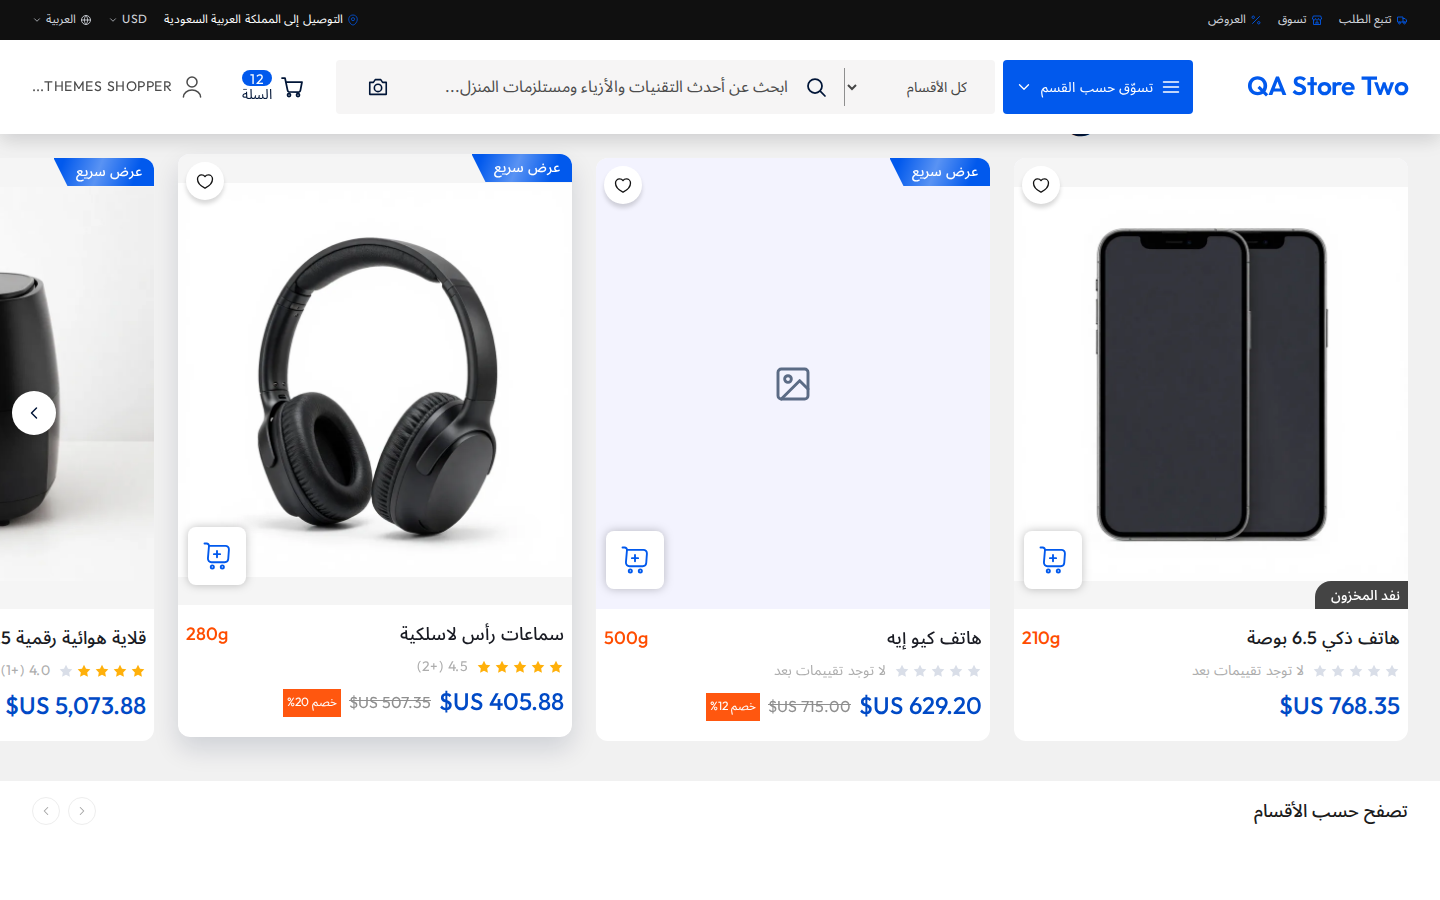 تتبع الطلب
تسوق
العروض
التوصيل إلى المملكة العربية السعودية
USD
العربية
QA Store Two
تسوّق حسب القسم
كل الأقسام
ابحث عن أحدث التقنيات والأزياء ومستلزمات المنزل...
12
السلة
THEMES SHOPPER...
نفد المخزون
هاتف ذكي 6.5 بوصة
210g
لا توجد تقييمات بعد
$US 768.35
عرض سريع
هاتف كيو إيه
500g
لا توجد تقييمات بعد
$US 629.20
$US 715.00
خصم 12%
عرض سريع
سماعات رأس لاسلكية
280g
4.5 (2+)
$US 405.88
$US 507.35
خصم 20%
عرض سريع
قلاية هوائية رقمية 5
4.0 (1+)
$US 5,073.88
تصفح حسب الأقسام